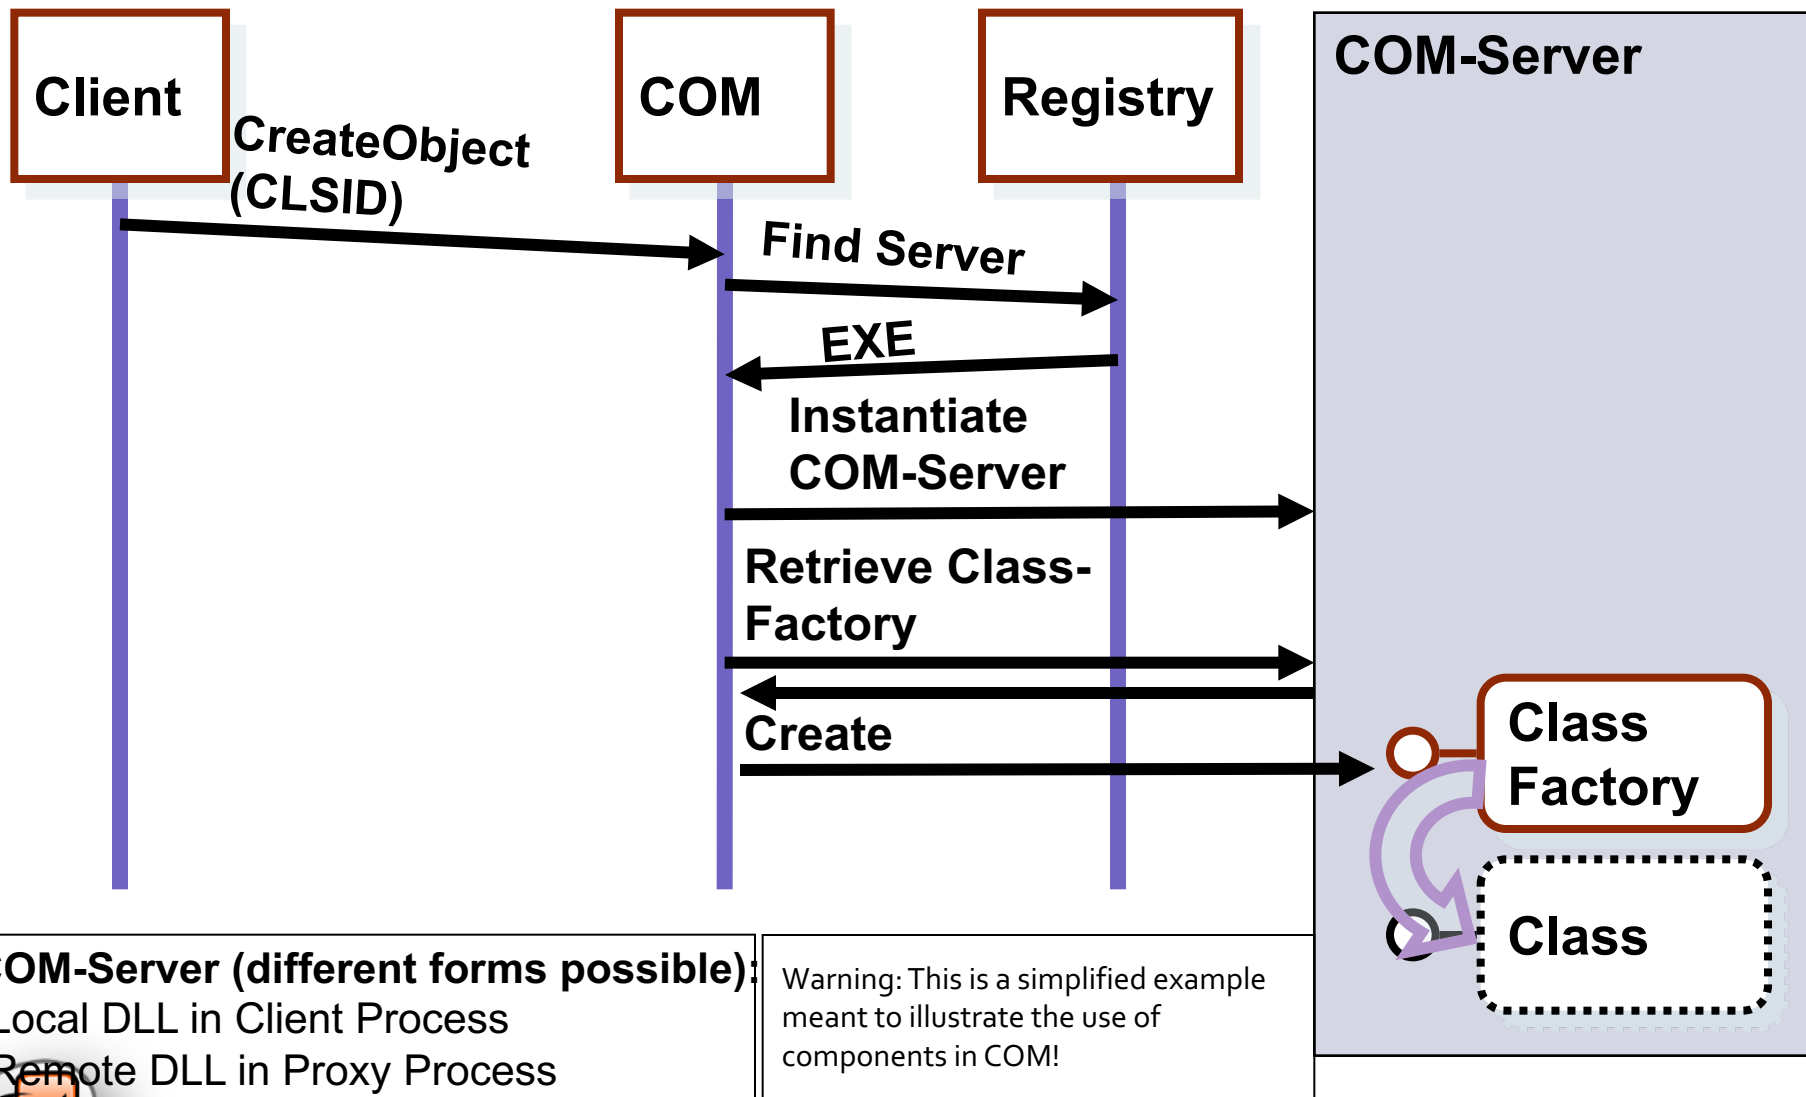 Client
COM
Registry
COM-Server
CreateObject
(CLSID)
Find Server
EXE
Instantiate
COM-Server
Retrieve Class-
Factory
Create
Class
Factory
Class
COM-Server (different forms possible):
Local DLL in Client Process
Remote DLL in Proxy Process
Warning: This is a simplified example
meant to illustrate the use of
components in COM!